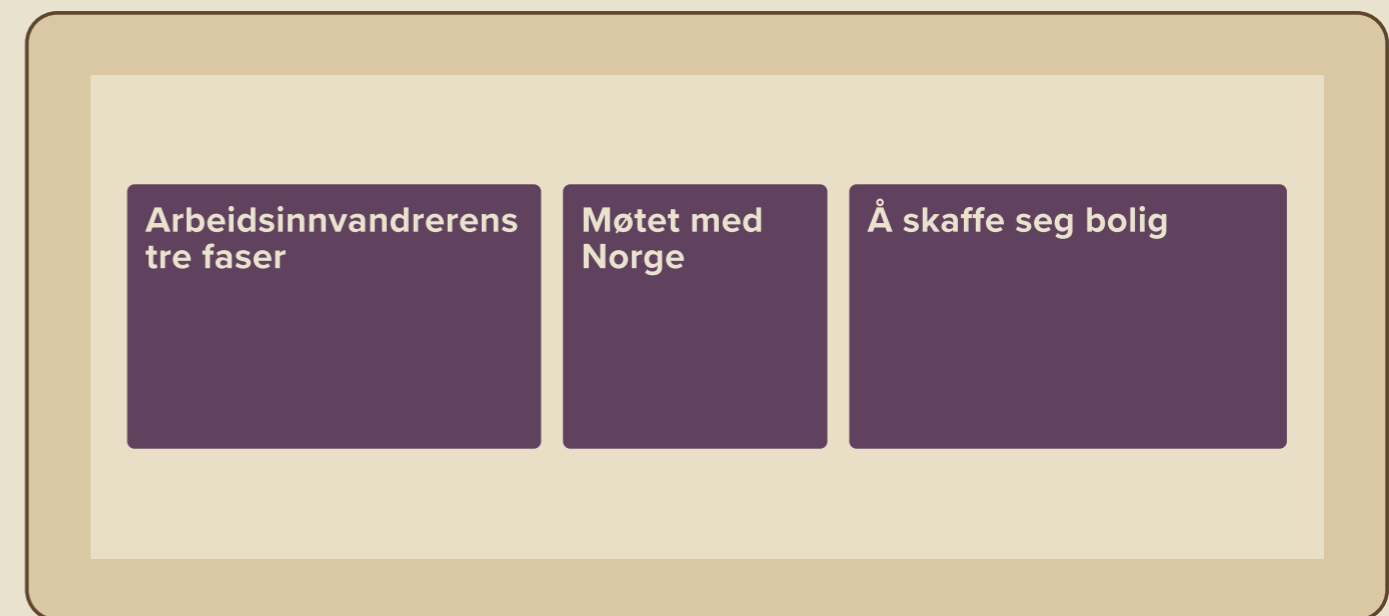 Arbeidsinnvandrerens
tre faser
Møtet med
Norge
Å skaffe seg bolig